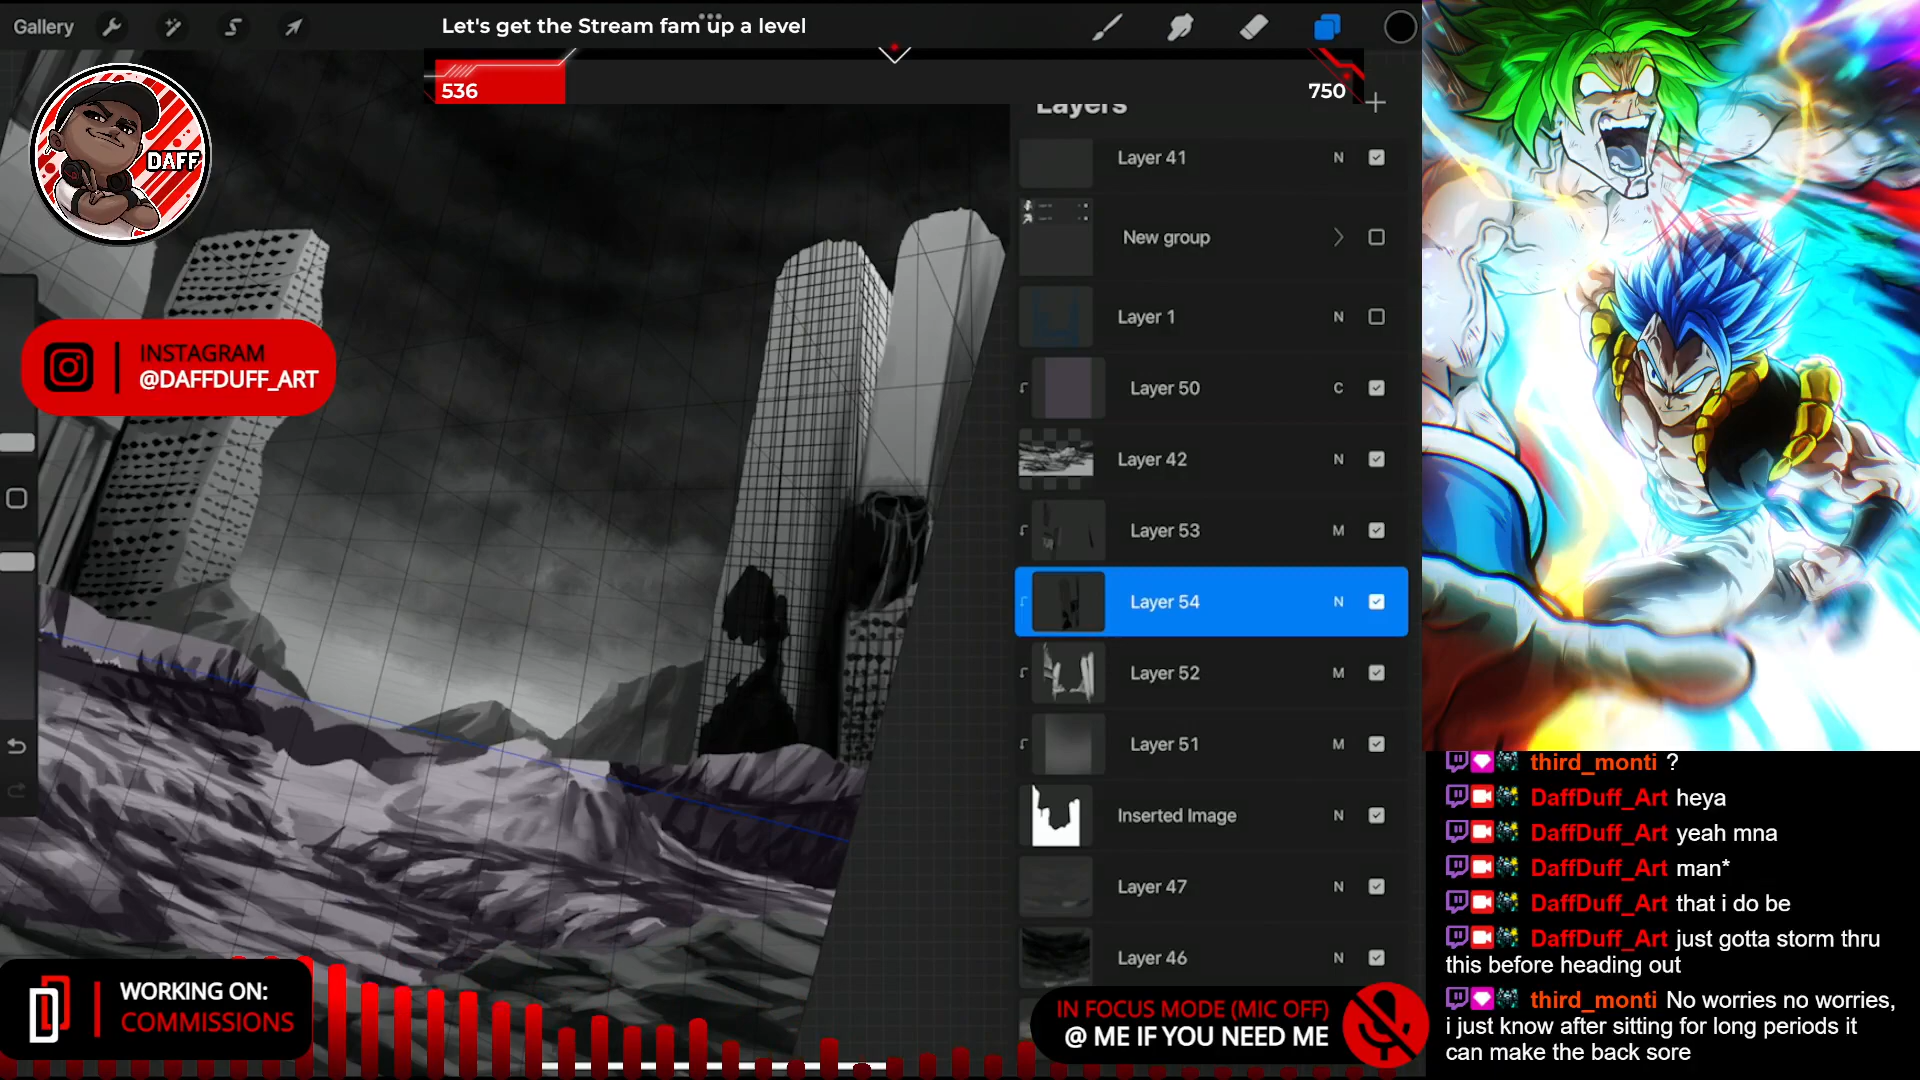 Gallery
Let's get the Stream fam up a level
536
750
DAFF
INSTAGRAM
@DAFFDUFF_ART
Layers
Layer 41 N
New group
Layer 1 N
Layer 50 C
Layer 42 N
Layer 53 M
Layer 54 N
Layer 52 M
Layer 51 M
Inserted Image N
Layer 47 N
Layer 46 N
WORKING ON:
COMMISSIONS
IN FOCUS MODE (MIC OFF)
@ ME IF YOU NEED ME
third_monti ?
DaffDuff_Art heya
DaffDuff_Art yeah mna
DaffDuff_Art man*
DaffDuff_Art that i do be
DaffDuff_Art just gotta storm thru
this before heading out
third_monti No worries no worries,
i just know after sitting for long periods it
can make the back sore